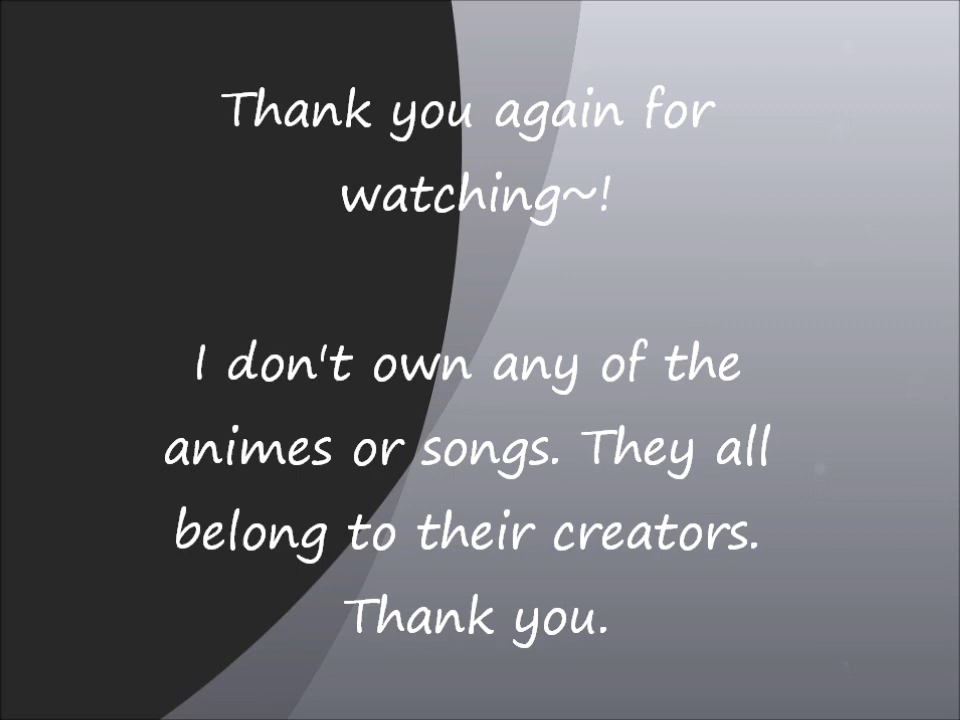 Thank you again for
watching~!
I don't own any of the
animes or songs. They all
belong to their creators.
Thank you.